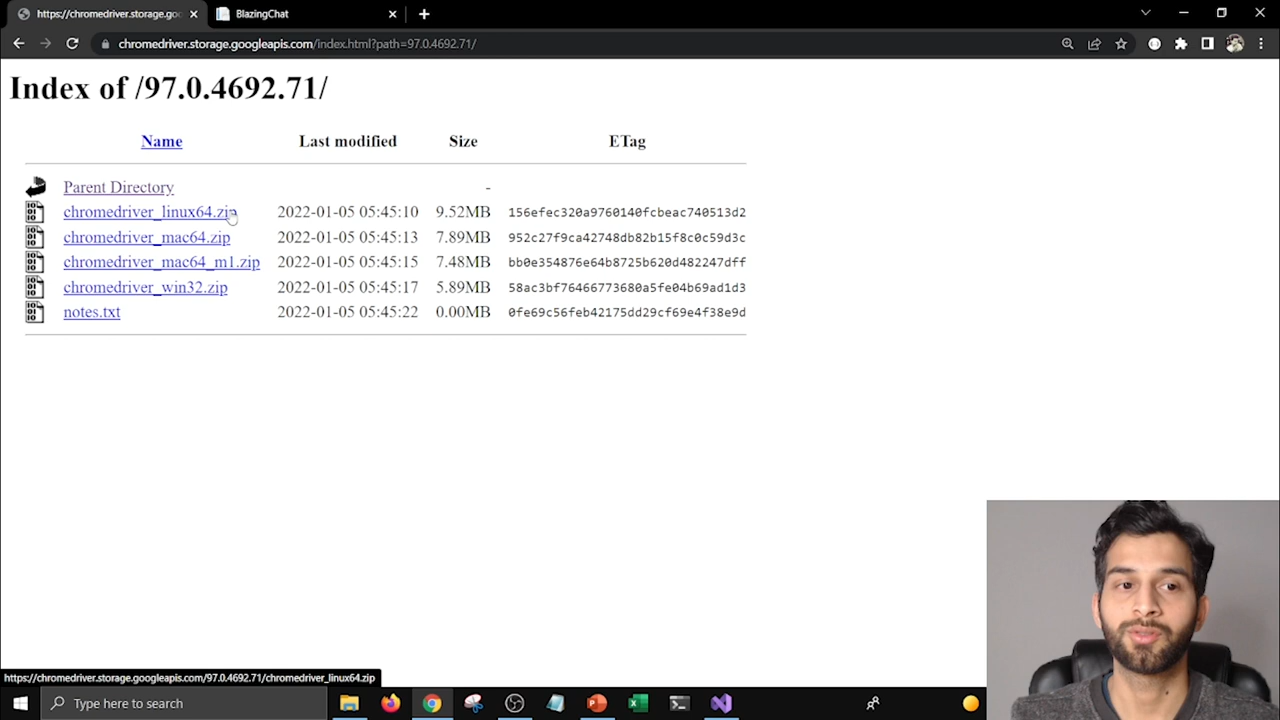 https://chromedriver.storage.goo
BlazingChat
chromedriver.storage.googleapis.com/index.html?path=97.0.4692.71/
Index of /97.0.4692.71/
Name Last modified Size ETag
Parent Directory -
chromedriver_linux64.zip 2022-01-05 05:45:10 9.52MB 156efec320a9760140fcbeac740513d2
chromedriver_mac64.zip 2022-01-05 05:45:13 7.89MB 952c27f9ca42748db82b15f8c0c59d3c
chromedriver_mac64_m1.zip 2022-01-05 05:45:15 7.48MB bb0e354876e64b8725b620d482247dff
chromedriver_win32.zip 2022-01-05 05:45:17 5.89MB 58ac3bf76466773680a5fe04b69ad1d3
notes.txt 2022-01-05 05:45:22 0.00MB 0fe69c56feb42175dd29cf69e4f38e9d
https://chromedriver.storage.googleapis.com/97.0.4692.71/chromedriver_linux64.zip
Type here to search